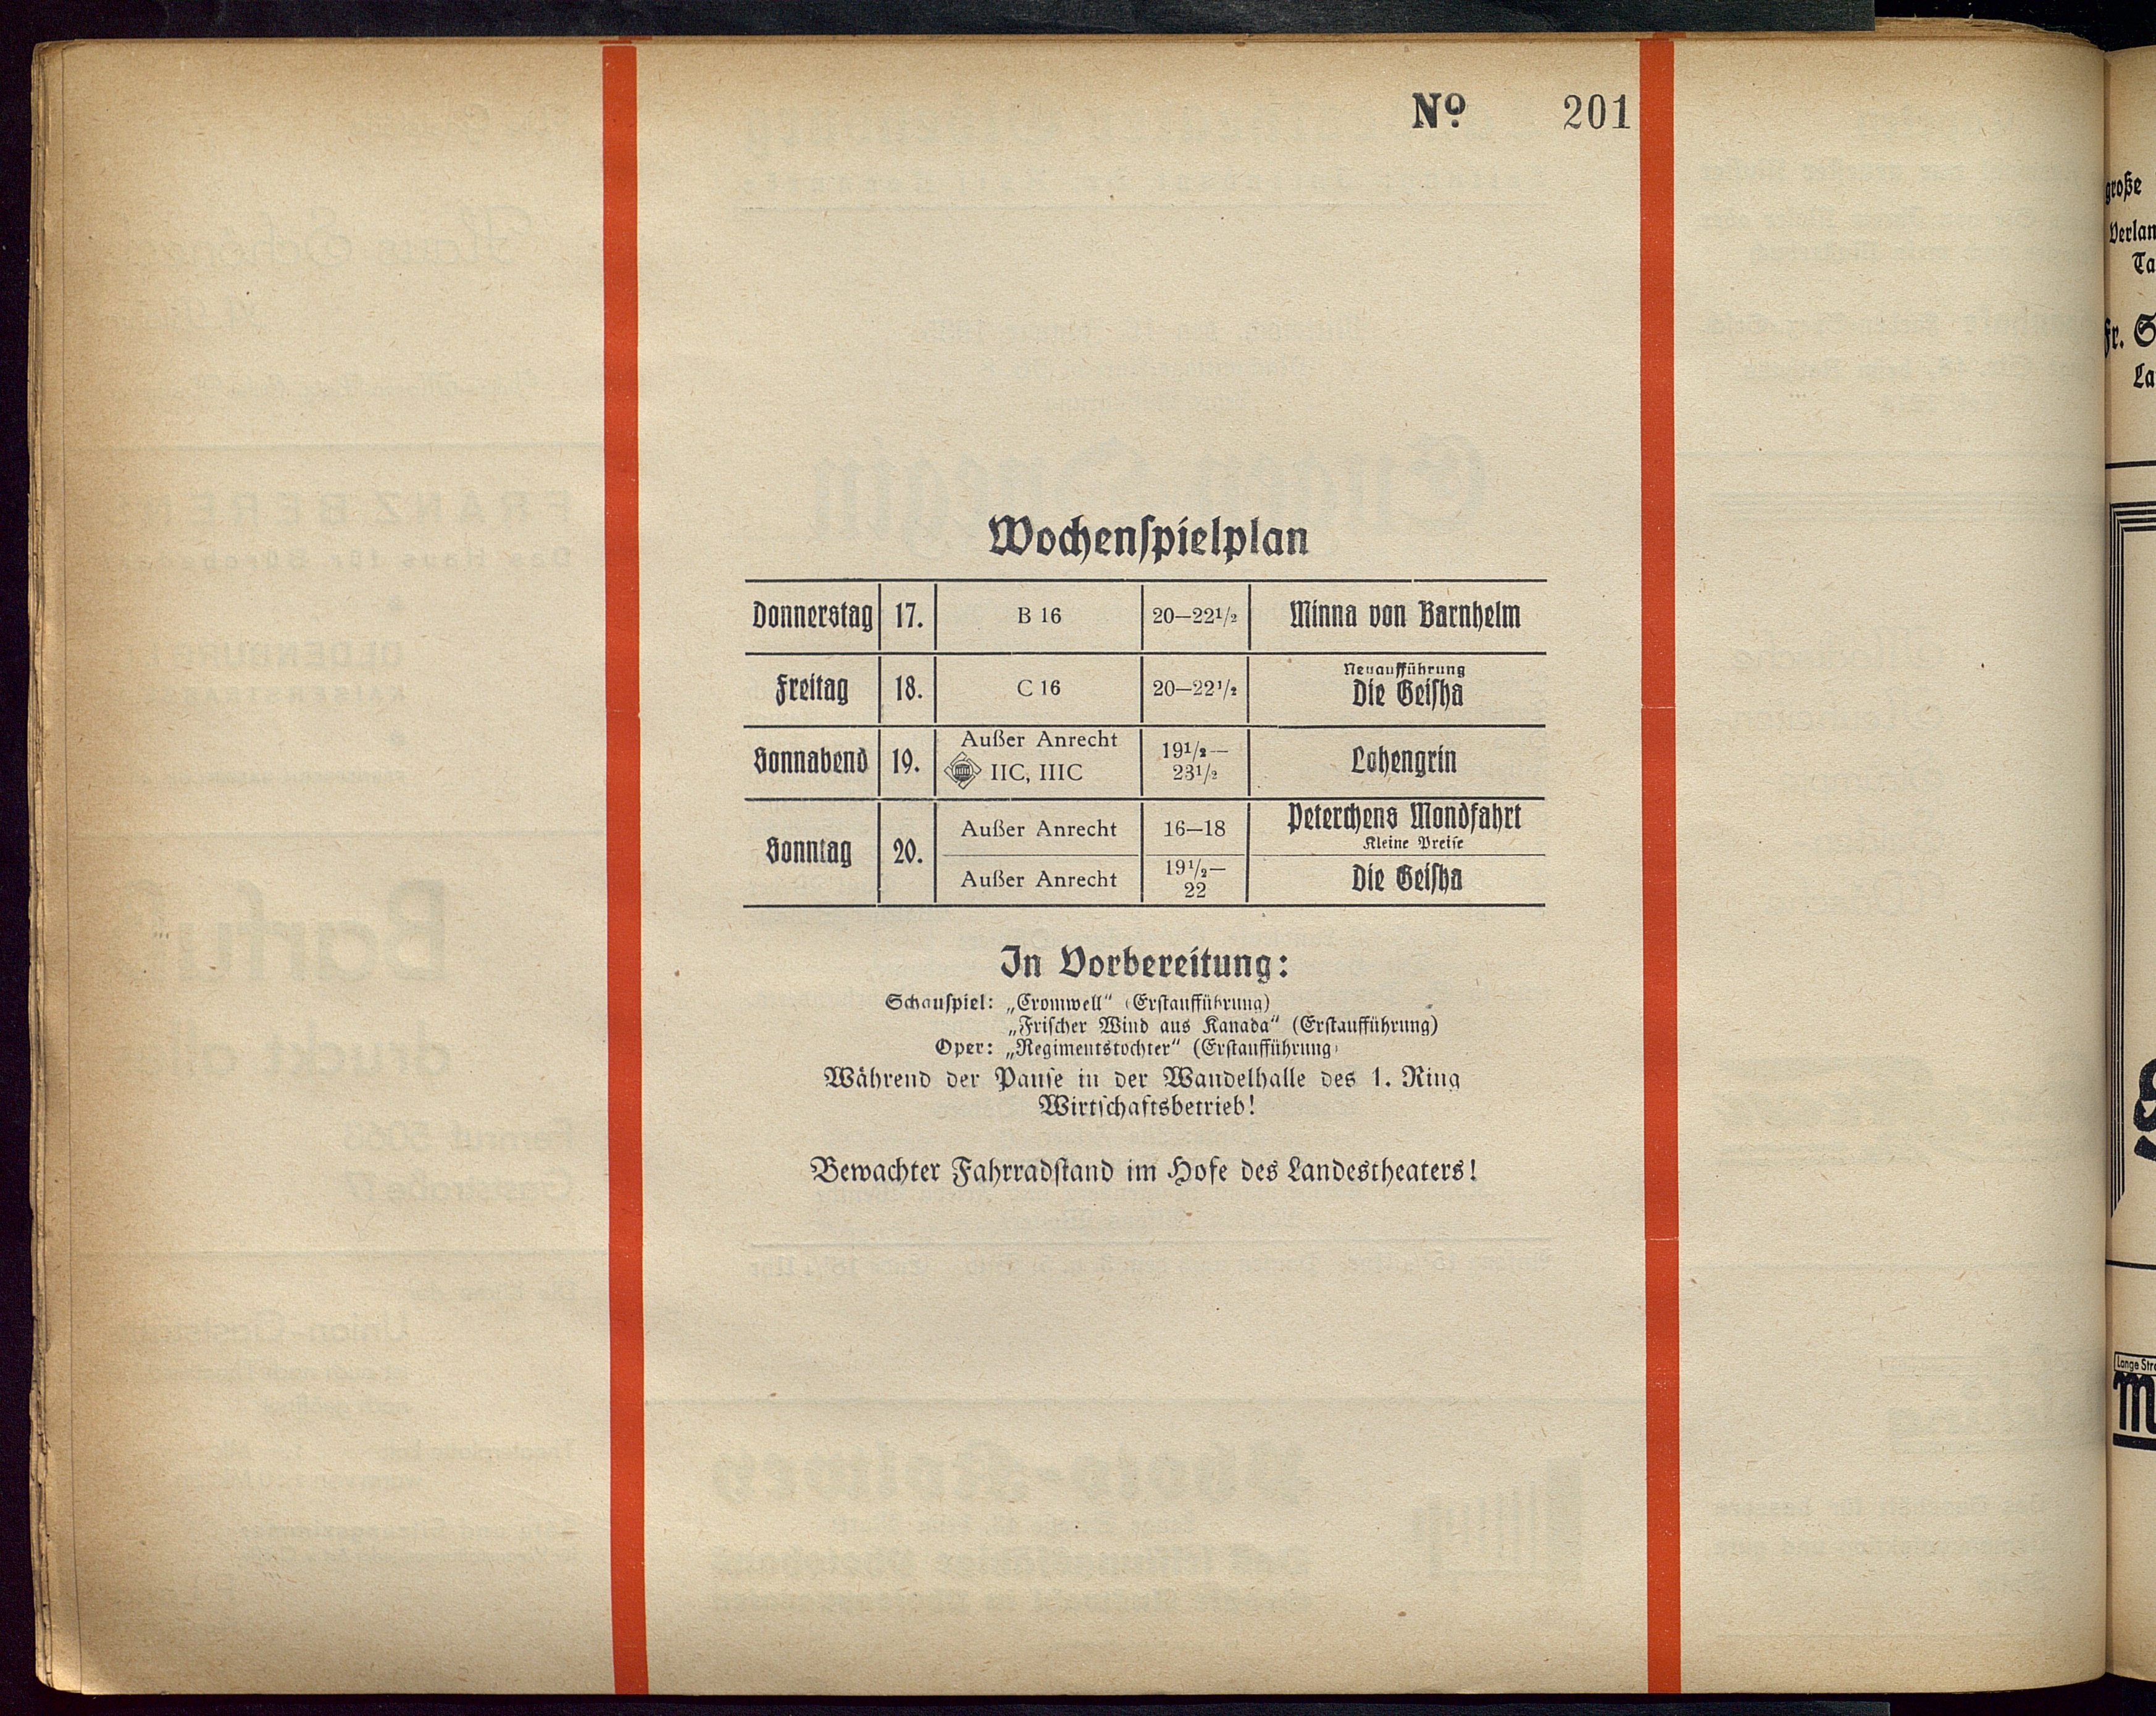 Nº 201
Wochenspielplan
Donnerstag 17. B 16 20—22½ Minna von Barnhelm
Neuaufführung
Freitag 18. C 16 20—22½ Die Geisha
Außer Anrecht 19½—
Sonnabend 19. IIC, IIIC 23½ Lohengrin
Sonntag 20. Außer Anrecht 16—18 Peterchens Mondfahrt
Kleine Preise
Außer Anrecht 19½—22 Die Geisha
In Vorbereitung:
Schauspiel: „Cromwell“ (Erstaufführung)
„Frischer Wind aus Kanada“ (Erstaufführung)
Oper: „Regimentstochter“ (Erstaufführung)
Während der Pause in der Wandelhalle des 1. Ring
Wirtschaftsbetrieb!
Bewachter Fahrradstand im Hofe des Landestheaters!
große
Verlan
Ta
Fr. S
La
Lange Str